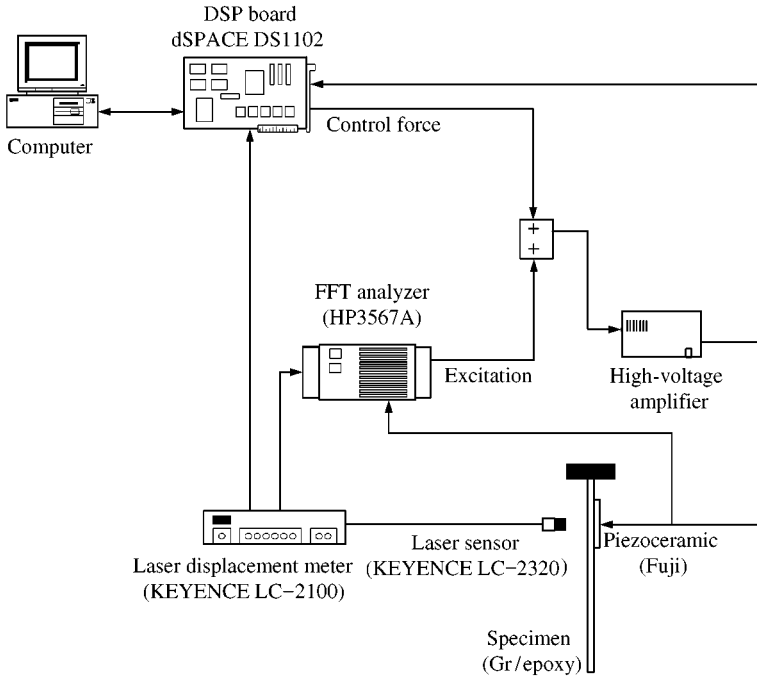 DSP board
dSPACE DS1102
Computer
Control force
+
+
FFT analyzer
(HP3567A)
Excitation
High-voltage
amplifier
Laser sensor
(KEYENCE LC-2320)
Piezoceramic
(Fuji)
Laser displacement meter
(KEYENCE LC-2100)
Specimen
(Gr/epoxy)